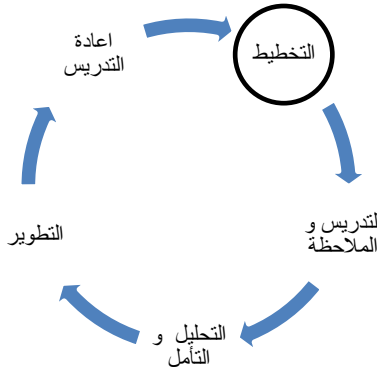 التخطيط
لتدريس و
الملاحظة
التحليل و
التأمل
التطوير
اعادة
التدريس